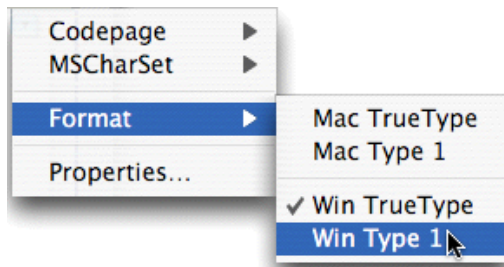 Codepage
MSCharSet
Format
Properties...
Mac TrueType
Mac Type 1
Win TrueType
Win Type 1